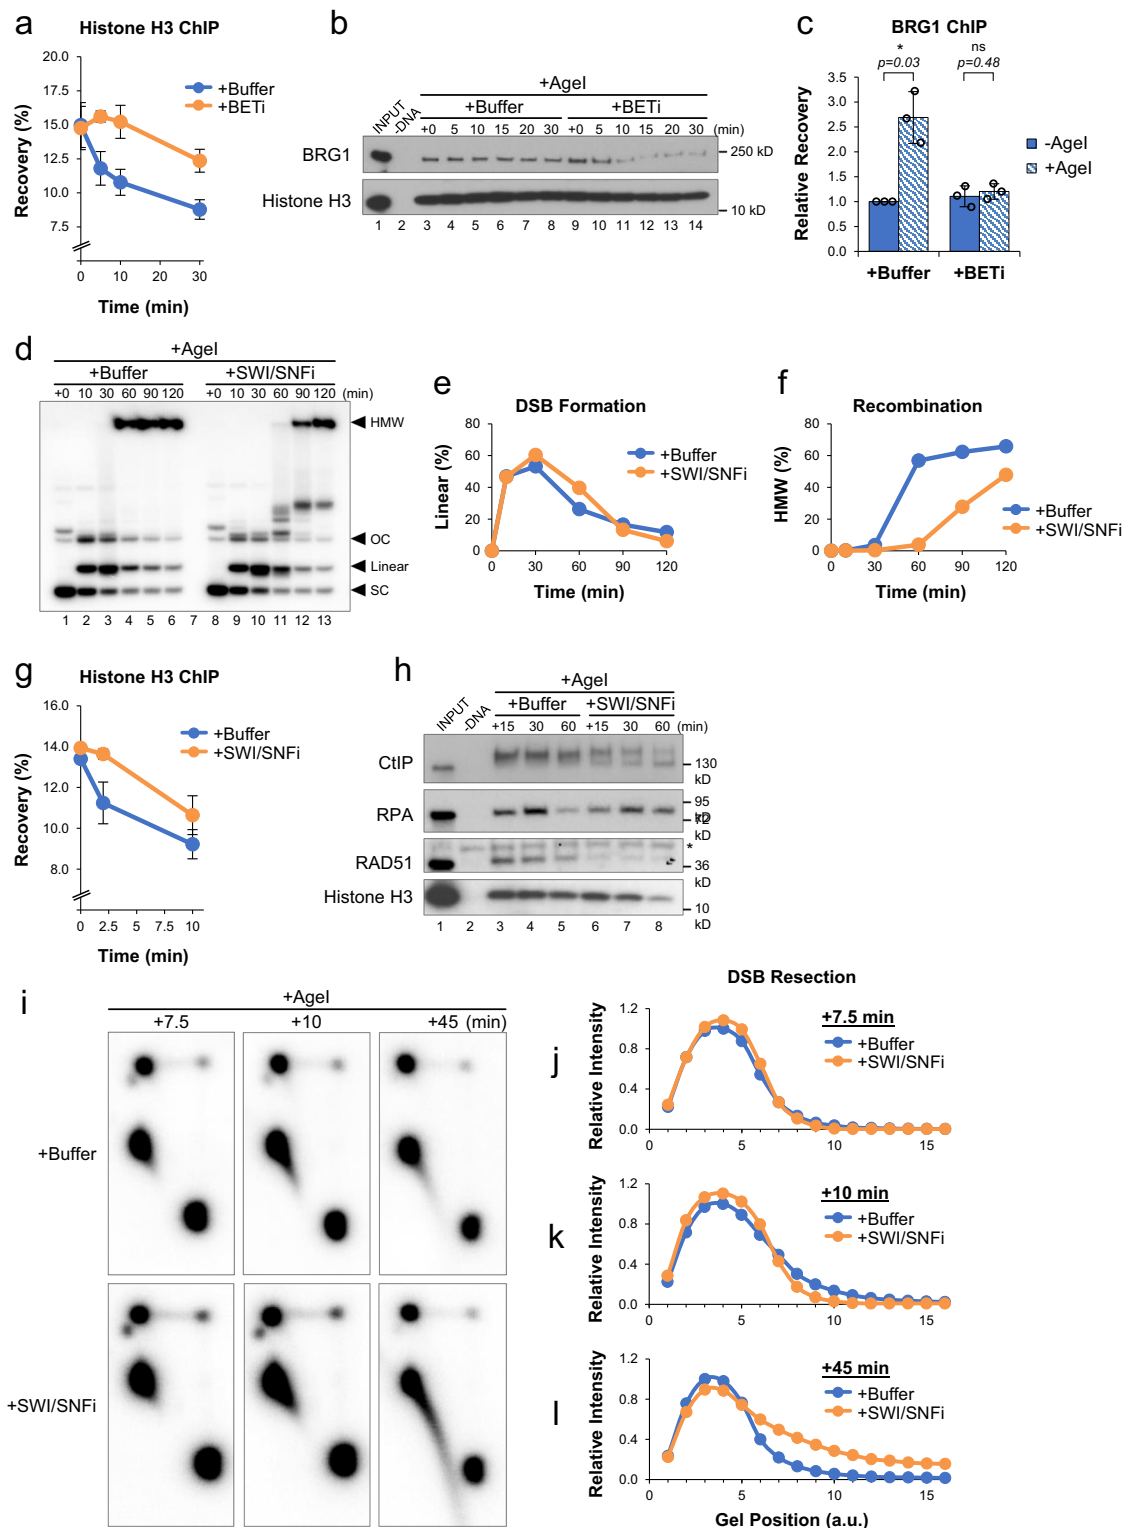 a
Histone H3 ChIP
20.0
17.5
15.0
12.5
10.0
7.5
Recovery (%)
+Buffer
+BETi
0 10 20 30
Time (min)
b
+AgeI
+Buffer +BETi
INPUT -DNA +0 5 10 15 20 30 +0 5 10 15 20 30 (min)
BRG1
250 kD
Histone H3
10 kD
1 2 3 4 5 6 7 8 9 10 11 12 13 14
c
BRG1 ChIP
* ns
p=0.03 p=0.48
3.5
3.0
2.5
2.0
1.5
1.0
0.5
0.0
Relative Recovery
-AgeI
+AgeI
+Buffer +BETi
d
+AgeI
+Buffer +SWI/SNFi
+0 10 30 60 90 120 +0 10 30 60 90 120 (min)
HMW
OC
Linear
SC
1 2 3 4 5 6 7 8 9 10 11 12 13
e
DSB Formation
80
60
40
20
0
Linear (%)
+Buffer
+SWI/SNFi
0 30 60 90 120
Time (min)
f
Recombination
80
60
40
20
0
HMW (%)
+Buffer
+SWI/SNFi
0 30 60 90 120
Time (min)
g
Histone H3 ChIP
16.0
14.0
12.0
10.0
8.0
Recovery (%)
+Buffer
+SWI/SNFi
0 2.5 5 7.5 10
Time (min)
h
+AgeI
+Buffer +SWI/SNFi
INPUT -DNA +15 30 60 +15 30 60 (min)
CtIP
130
kD
RPA
95
kD
72
kD
RAD51
*
36
kD
Histone H3
10
kD
1 2 3 4 5 6 7 8
i
+AgeI
+7.5 +10 +45 (min)
+Buffer
+SWI/SNFi
DSB Resection
j
1.2
0.8
0.4
0.0
Relative Intensity
+7.5 min
+Buffer
+SWI/SNFi
0 5 10 15
k
1.2
0.8
0.4
0.0
Relative Intensity
+10 min
+Buffer
+SWI/SNFi
0 5 10 15
l
1.2
0.8
0.4
0.0
Relative Intensity
+45 min
+Buffer
+SWI/SNFi
0 5 10 15
Gel Position (a.u.)